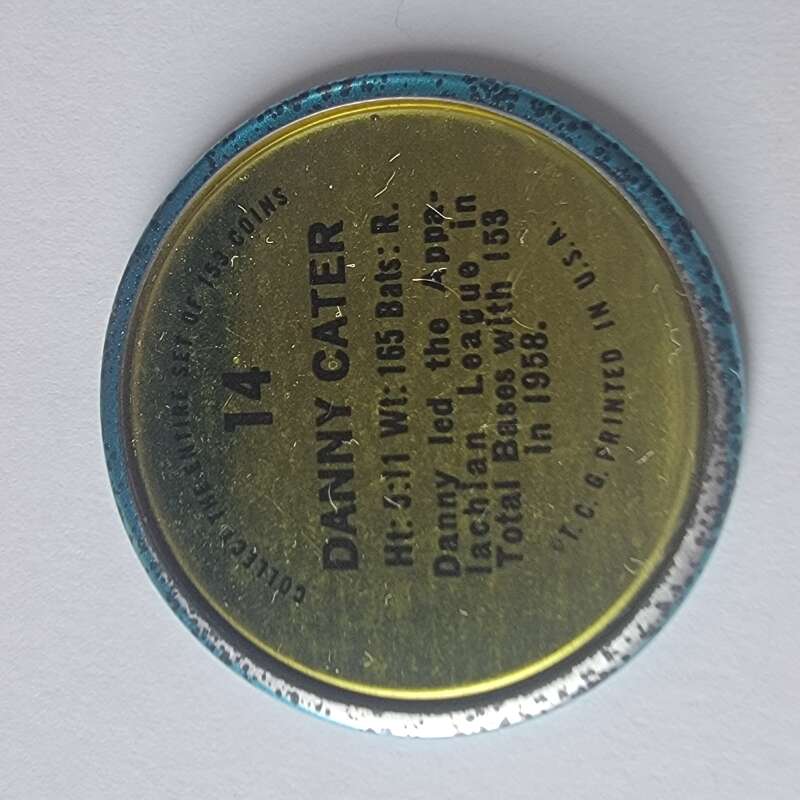 COLLECT THE ENTIRE SET OF 153 COINS
14
DANNY CATER
Ht: 5:11 Wt: 165 Bats: R.
Danny led the Appa-
lachian League in
Total Bases with 153
in 1958.
©T. C. G. PRINTED IN U.S.A.